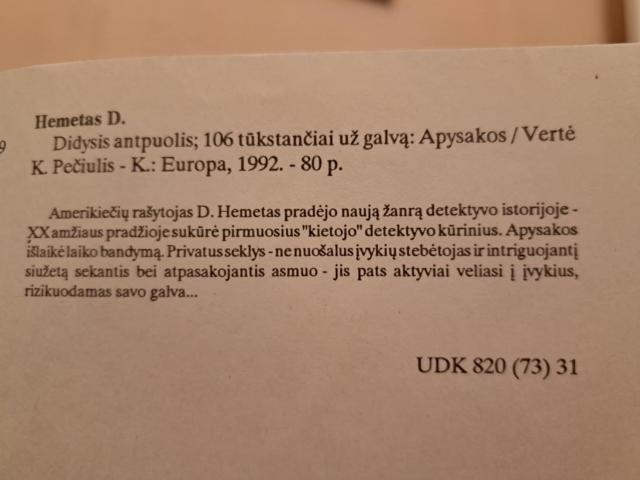 Hemetas D.
Didysis antpuolis; 106 tūkstančiai už galvą: Apysakos / Vertė
9
K. Pečiulis - K.: Europa, 1992. - 80 p.
Amerikiečių rašytojas D. Hemetas pradėjo naują žanrą detektyvo istorijoje -
XX amžiaus pradžioje sukūrė pirmuosius "kietojo" detektyvo kūrinius. Apysakos
išlaikė laiko bandymą. Privatus seklys - ne nuošalus įvykių stebėtojas ir intriguojantį
siužetą sekantis bei atpasakojantis asmuo - jis pats aktyviai veliasi į įvykius,
rizikuodamas savo galva...
UDK 820 (73) 31